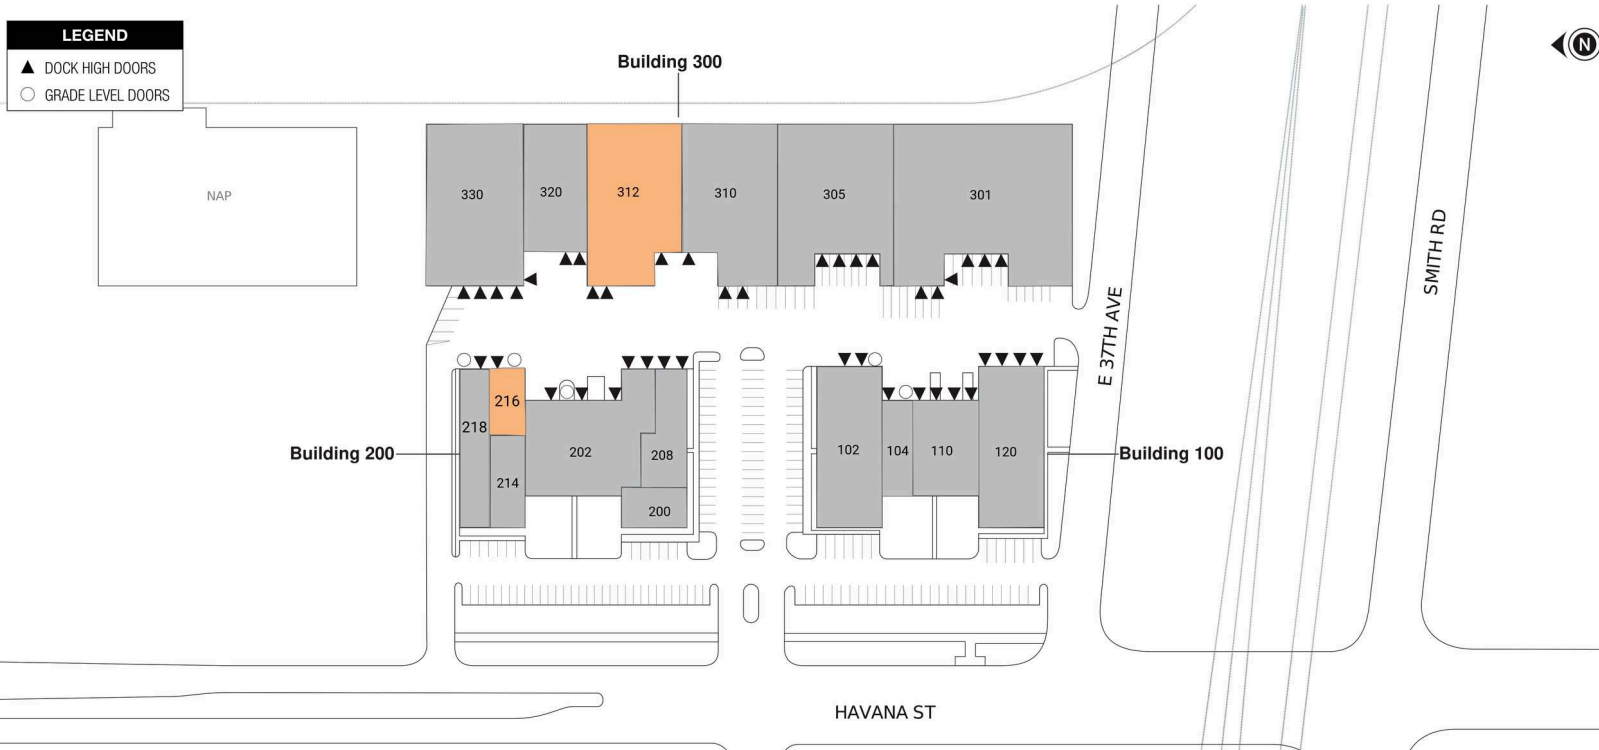 LEGEND
DOCK HIGH DOORS
GRADE LEVEL DOORS
N
Building 300
NAP
330
320
312
310
305
301
SMITH RD
E 37TH AVE
216
218
202
208
214
200
Building 200
102
104
110
120
Building 100
HAVANA ST